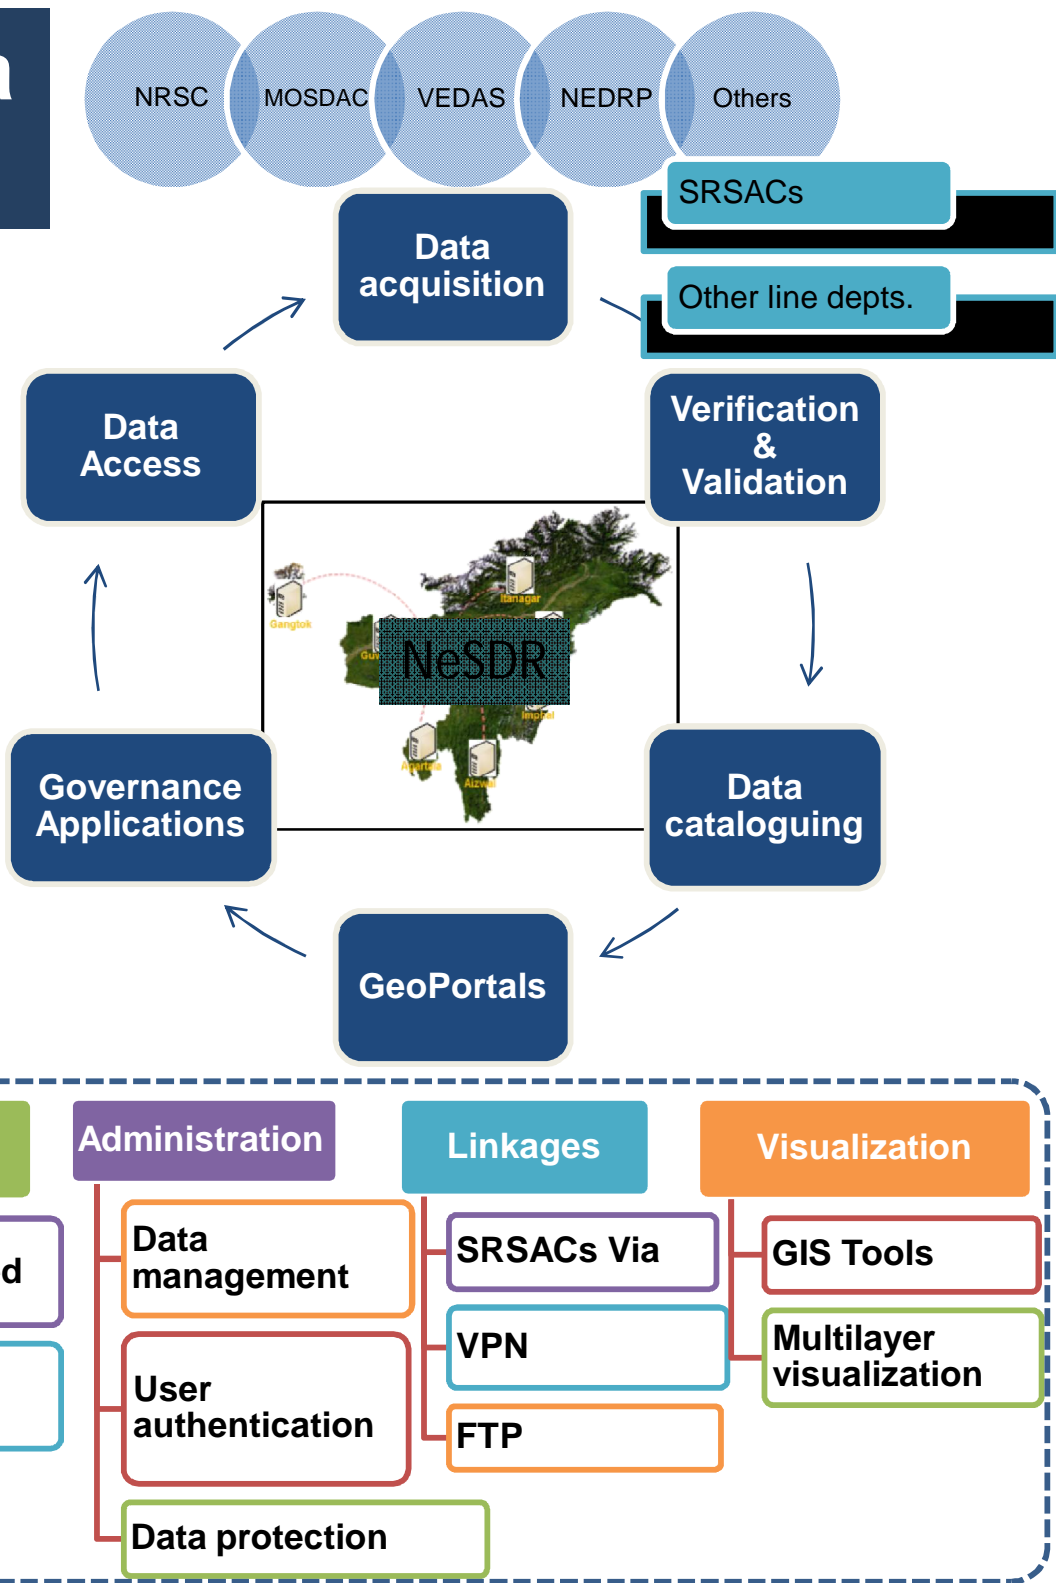 NRSC
MOSDAC
VEDAS
NEDRP
Others
SRSACs
Data
acquisition
Other line depts.
Data
Access
Verification
&
Validation
Itanagar
Gangtok
NeSDR
Imphal
Agartala
Aizwal
Governance
Applications
Data
cataloguing
GeoPortals
Administration
Linkages
Visualization
Data
management
SRSACs Via
GIS Tools
VPN
Multilayer
visualization
User
authentication
FTP
Data protection